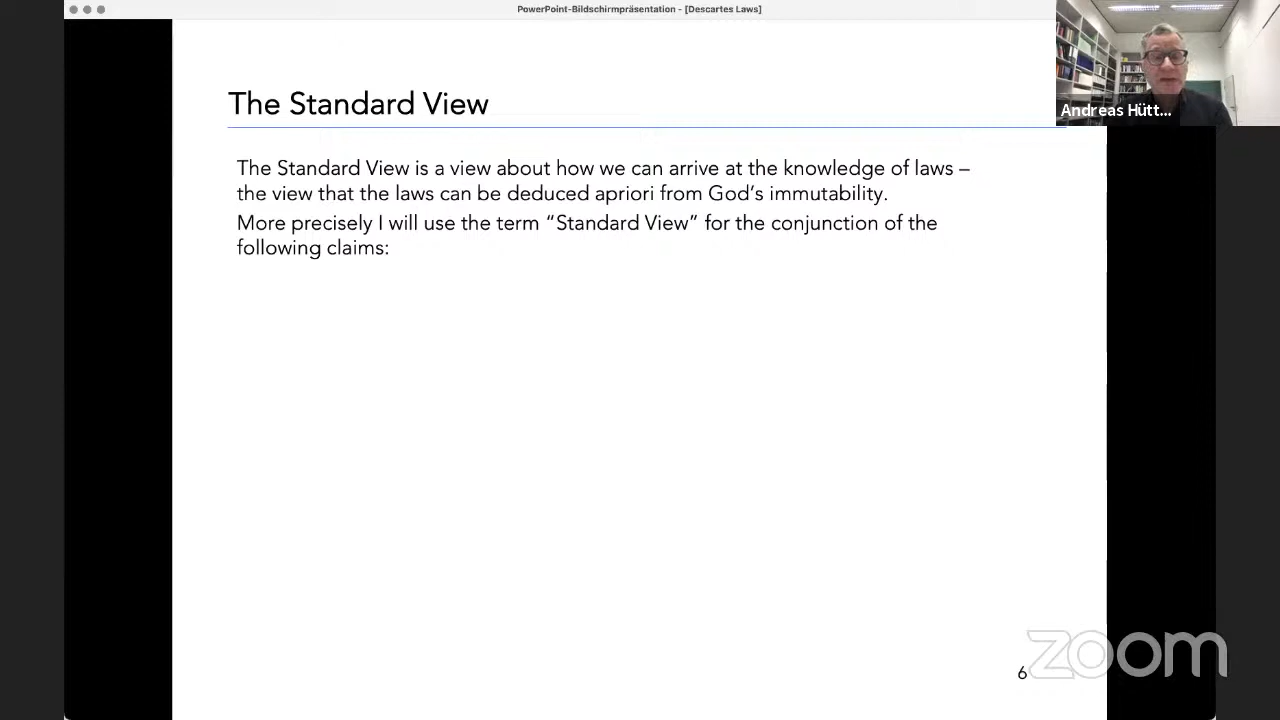 PowerPoint-Bildschirmpräsentation - [Descartes Laws]
The Standard View
Andreas Hütt...
The Standard View is a view about how we can arrive at the knowledge of laws –
the view that the laws can be deduced apriori from God's immutability.
More precisely I will use the term “Standard View” for the conjunction of the
following claims:
6
zoom